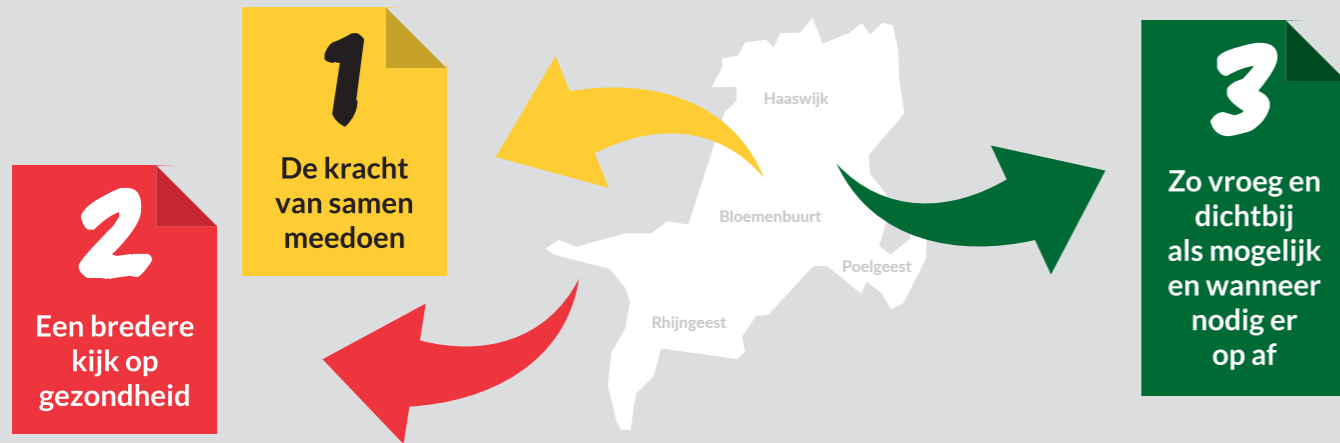 1
De kracht
van samen
meedoen
2
Een bredere
kijk op
gezondheid
Haaswijk
Bloemenbuurt
Poelgeest
Rhijngeest
3
Zo vroeg en
dichtbij
als mogelijk
en wanneer
nodig er
op af